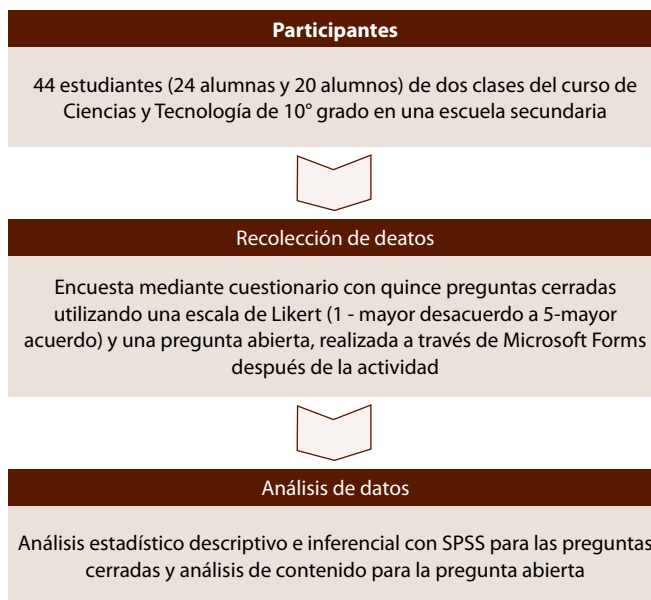 Participantes
44 estudiantes (24 alumnas y 20 alumnos) de dos clases del curso de
Ciencias y Tecnología de 10° grado en una escuela secundaria
Recolección de deatos
Encuesta mediante cuestionario con quince preguntas cerradas
utilizando una escala de Likert (1 - mayor desacuerdo a 5-mayor
acuerdo) y una pregunta abierta, realizada a través de Microsoft Forms
después de la actividad
Análisis de datos
Análisis estadístico descriptivo e inferencial con SPSS para las preguntas
cerradas y análisis de contenido para la pregunta abierta